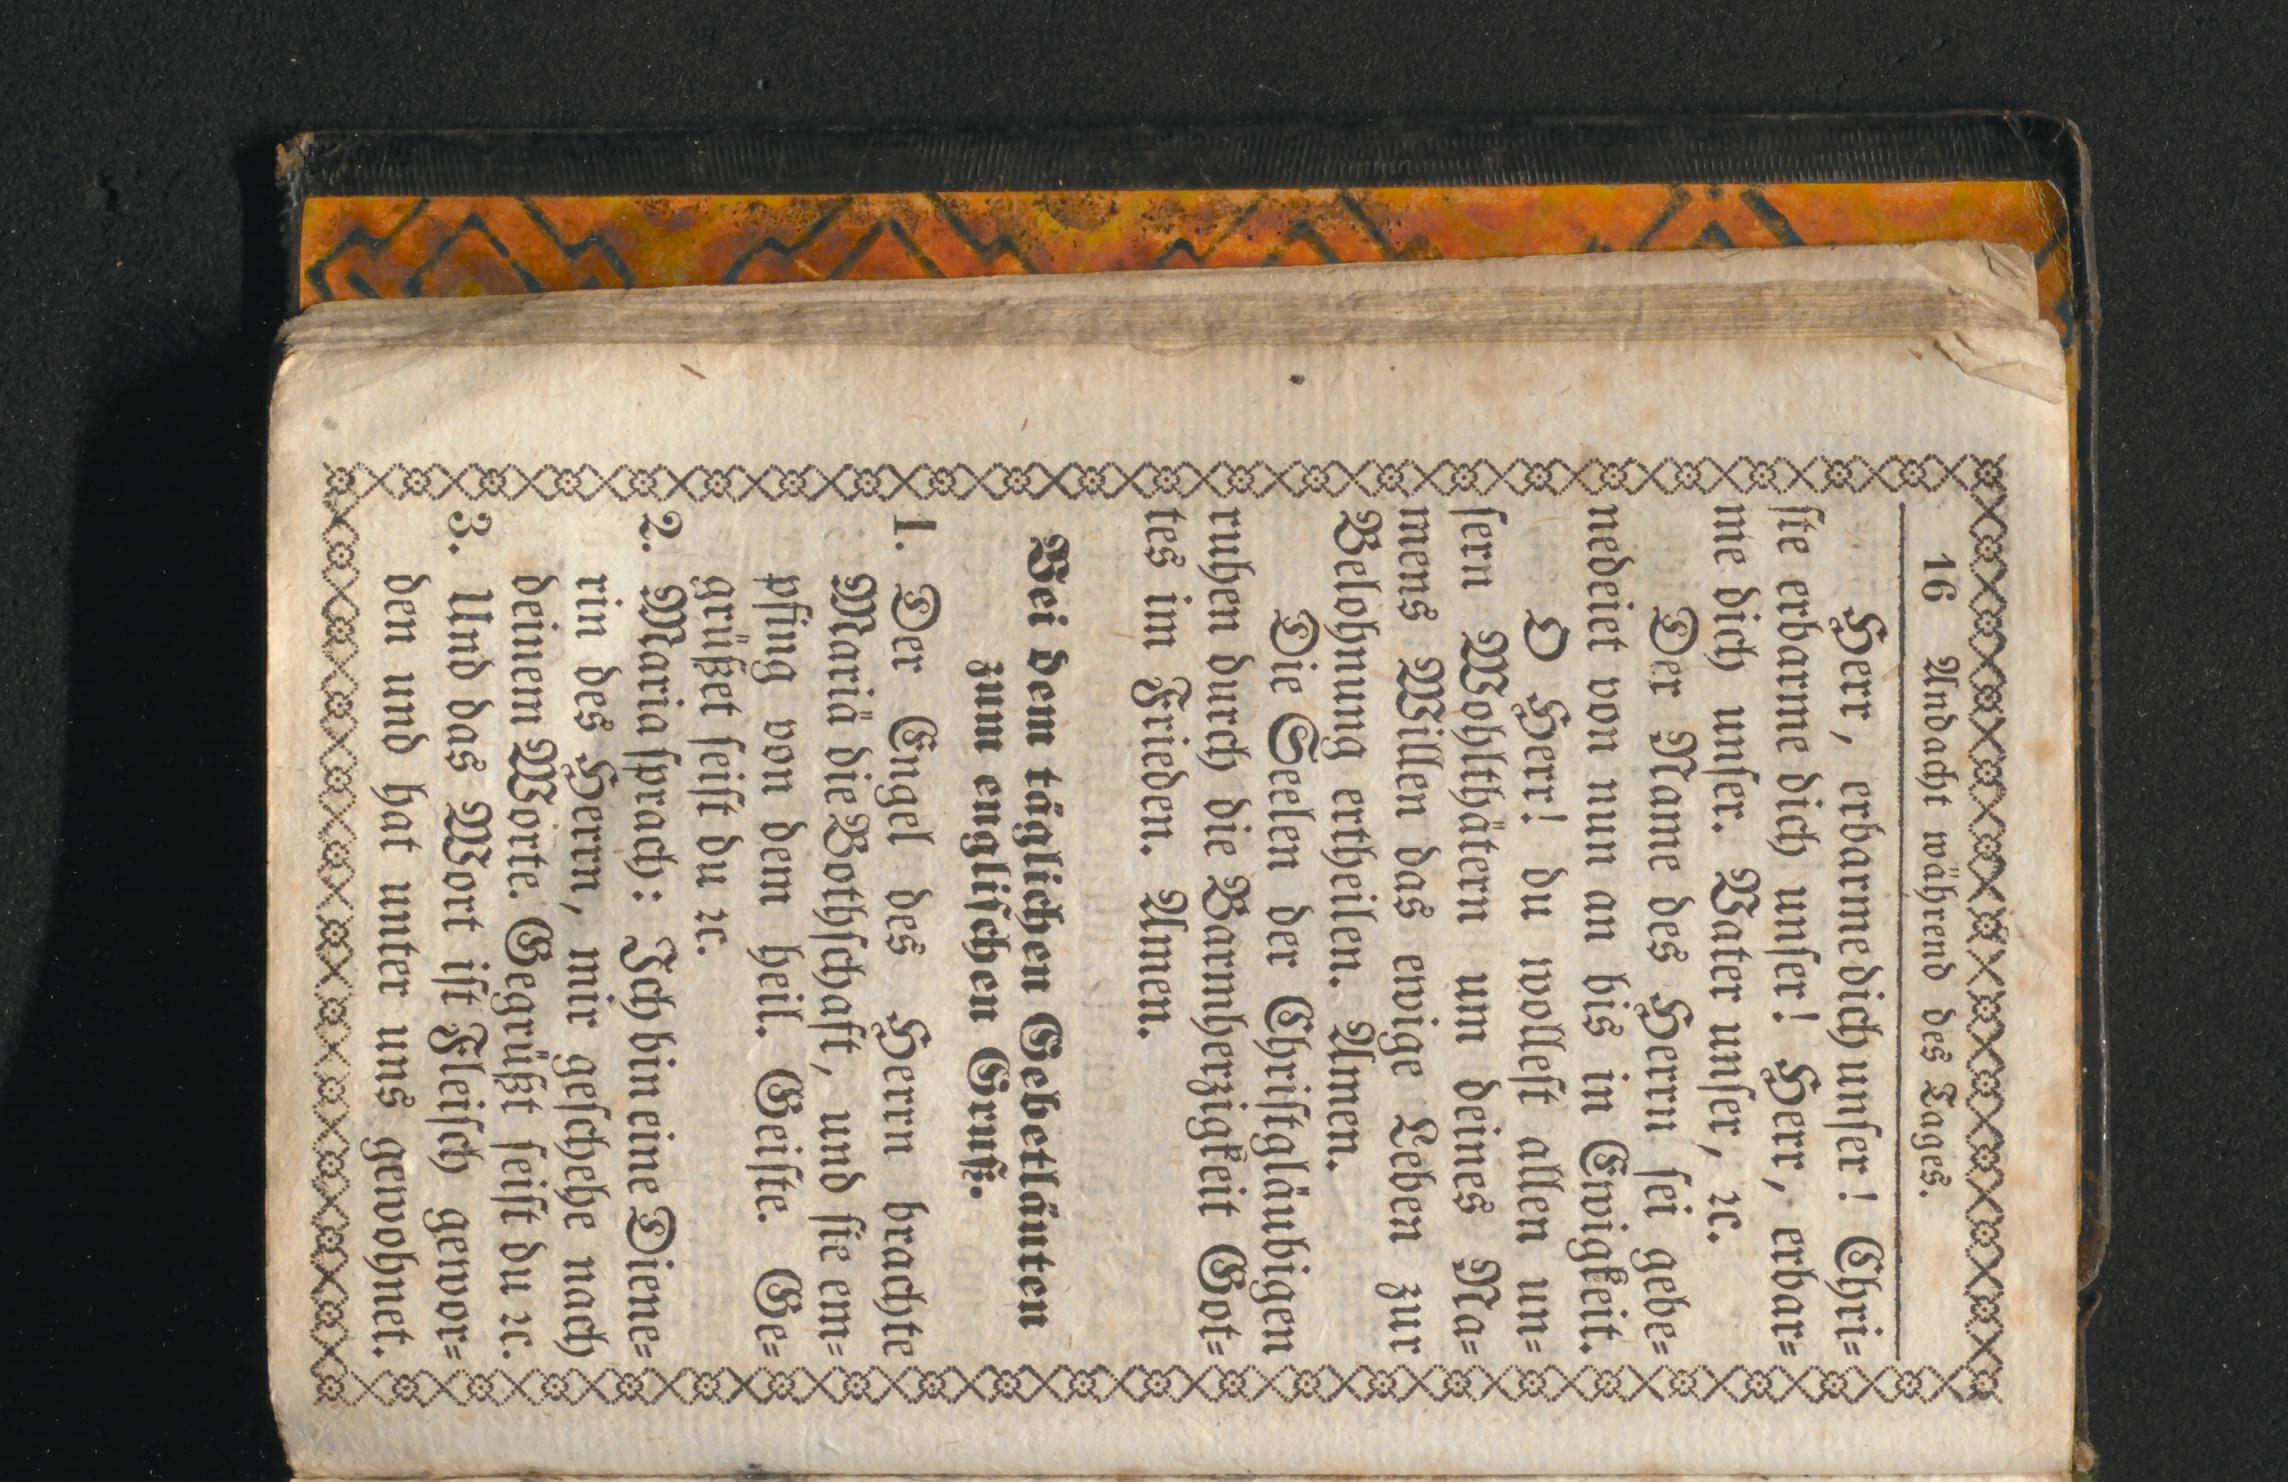 16 Andacht während des Tages.
Herr, erbarme dich unser! Chri=
ste erbarme dich unser! Herr, erbar=
me dich unser. Vater unser, ꝛc.
Der Name des Herrn sei gebe=
nedeiet von nun an bis in Ewigkeit.
O Herr! du wollest allen un=
sern Wohlthätern um deines Na=
mens Willen das ewige Leben zur
Belohnung ertheilen. Amen.
Die Seelen der Christgläubigen
ruhen durch die Barmherzigkeit Got=
tes im Frieden. Amen.
Bei dem täglichen Gebetläuten
zum englischen Gruß.
1. Der Engel des Herrn brachte
Mariä die Bothschaft, und sie em=
pfing von dem heil. Geiste. Ge=
grüßet seist du ꝛc.
2. Maria sprach: Ich bin eine Diene=
rin des Herrn, mir geschehe nach
deinem Worte. Gegrüßt seist du ꝛc.
3. Und das Wort ist Fleisch gewor=
den und hat unter uns gewohnet.